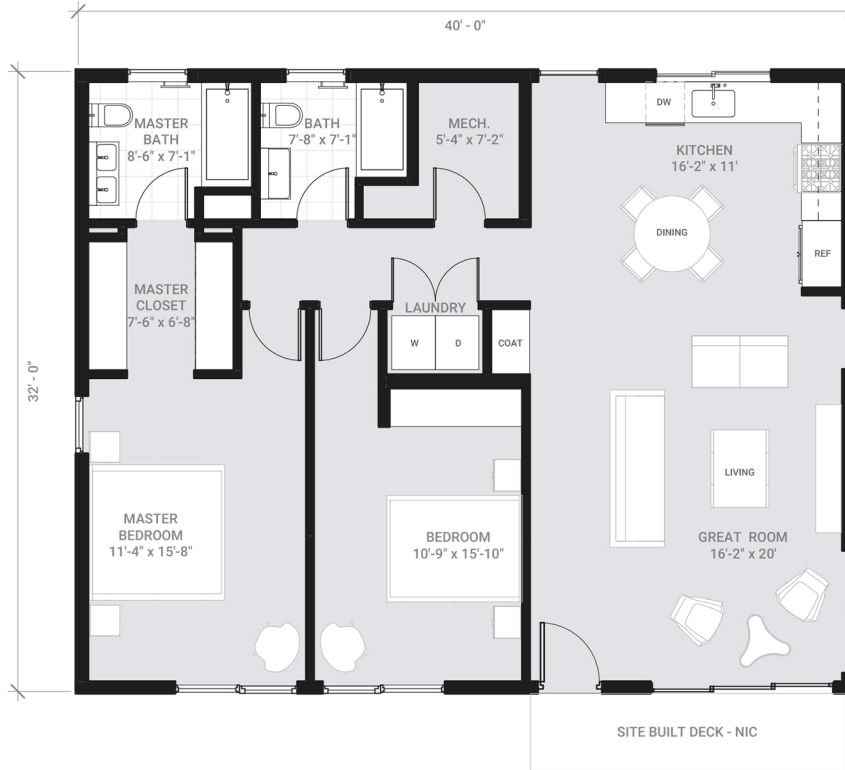 40' - 0"
32' - 0"
MASTER
BATH
8'-6" x 7'-1"
BATH
7'-8" x 7'-1"
MECH.
5'-4" x 7'-2"
DW
KITCHEN
16'-2" x 11'
DINING
REF
MASTER
CLOSET
7'-6" x 6'-8"
LAUNDRY
W
D
COAT
LIVING
MASTER
BEDROOM
11'-4" x 15'-8"
BEDROOM
10'-9" x 15'-10"
GREAT ROOM
16'-2" x 20'
SITE BUILT DECK - NIC